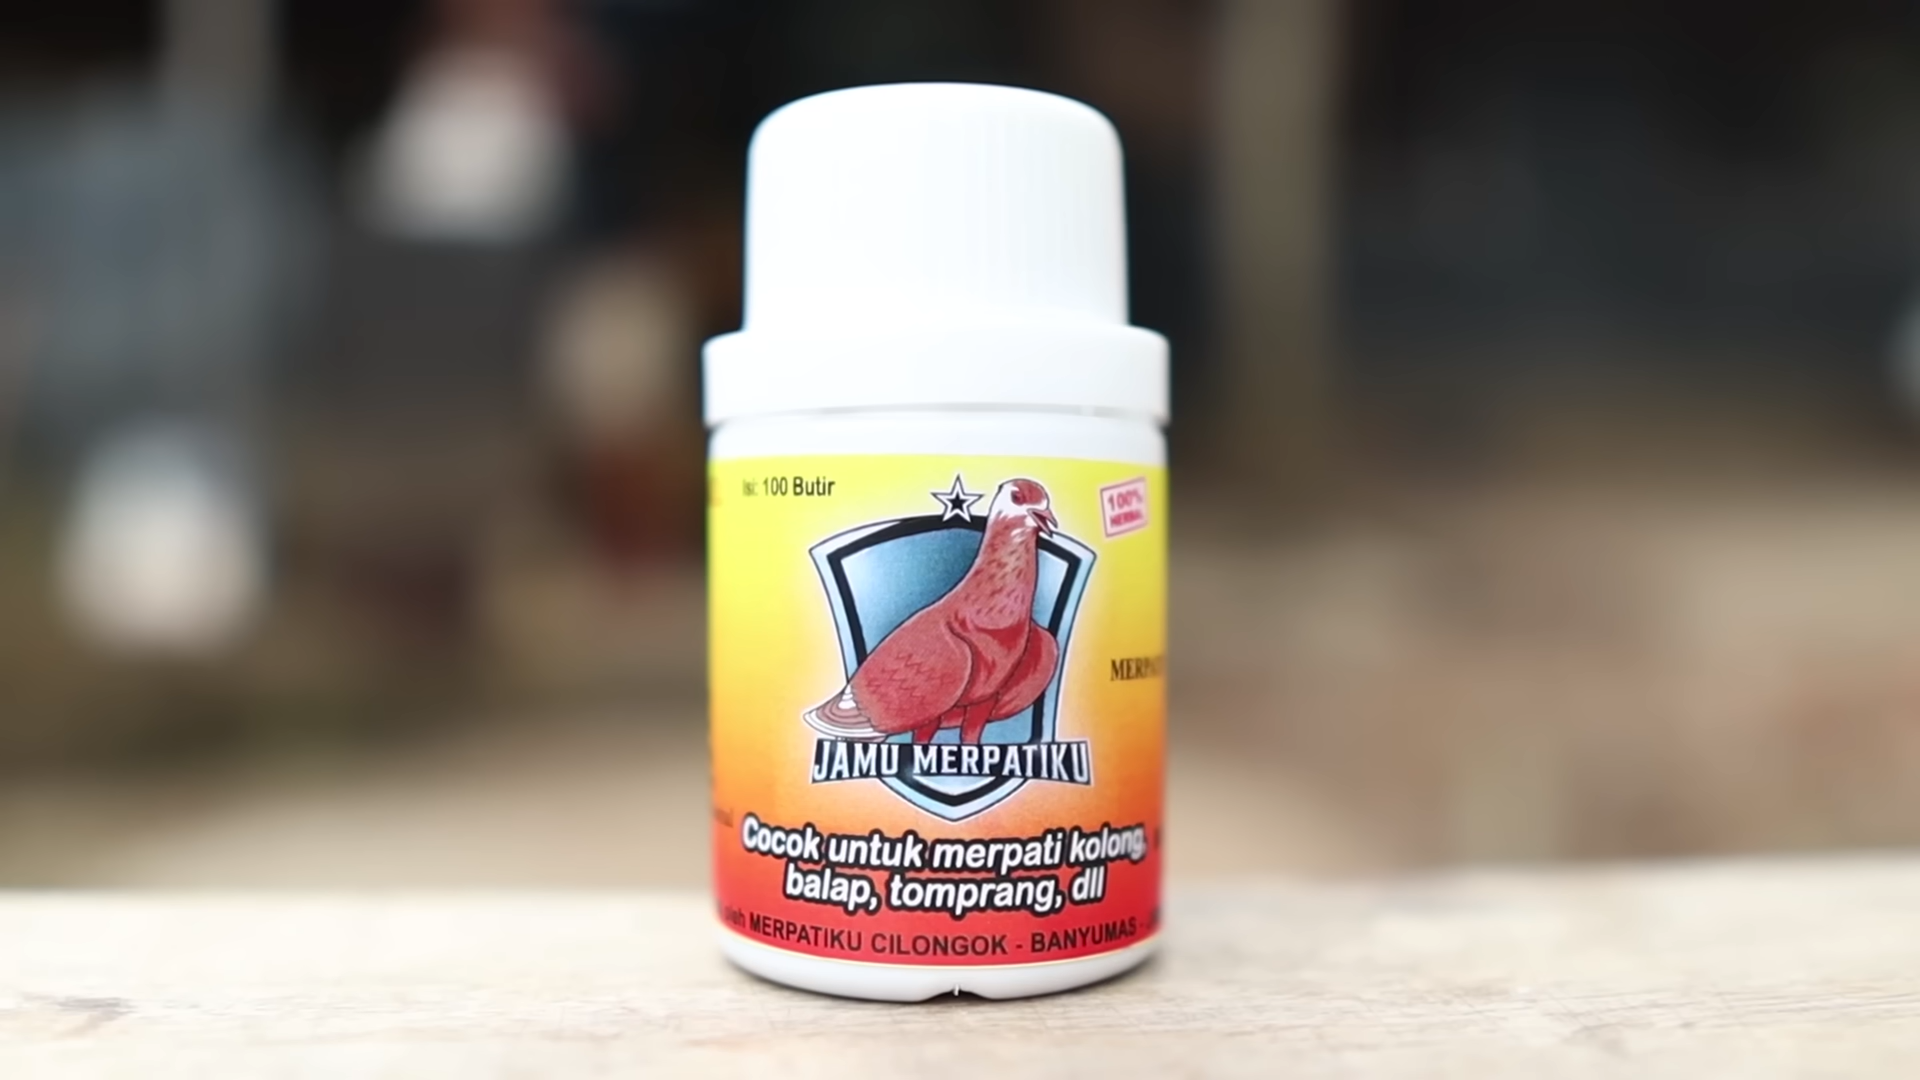 Isi: 100 Butir
100%
HERBAL
JAMU MERPATIKU
Cocok untuk merpati kolong,
balap, tomprang, dll
MERPATIKU CILONGOK - BANYUMAS -